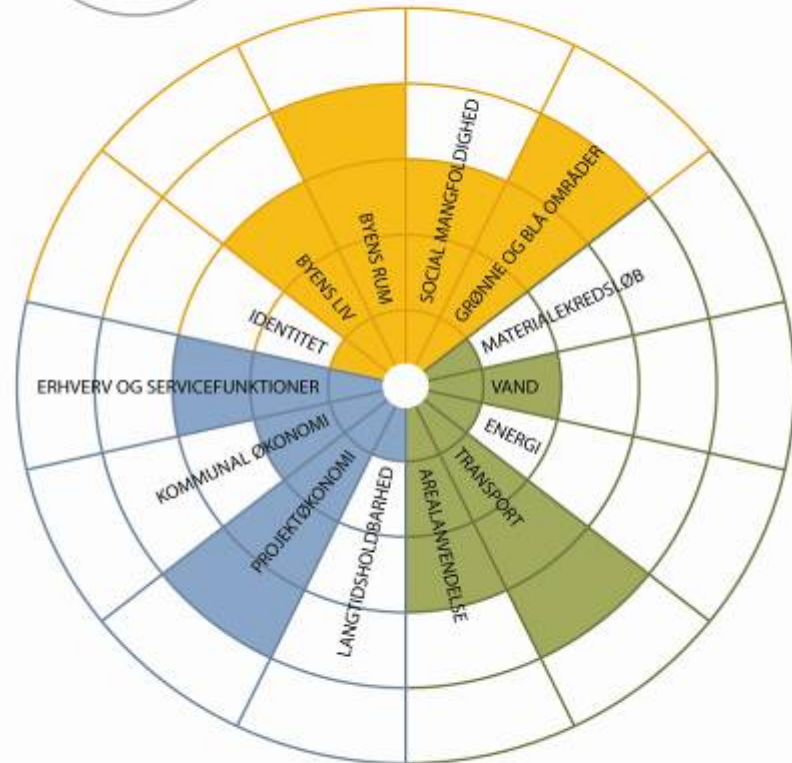 SOCIAL MANGFOLDIGHED
GRØNNE OG BLÅ OMRÅDER
MATERIALEKREDSLØB
VAND
ENERGI
TRANSPORT
AREALANVENDELSE
LANGTIDSHOLDBARHED
PROJEKTØKONOMI
KOMMUNAL ØKONOMI
ERHVERV OG SERVICEFUNKTIONER
IDENTITET
BYENS LIV
BYENS RUM